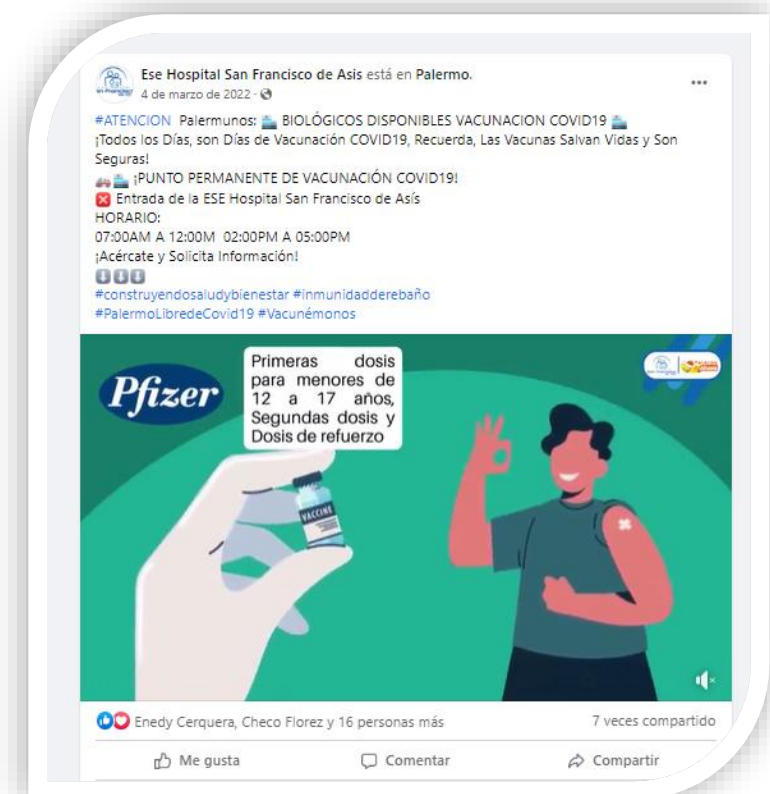 Ese Hospital San Francisco de Asis está en Palermo.
4 de marzo de 2022 ·
#ATENCION Palermunos: BIOLÓGICOS DISPONIBLES VACUNACION COVID19
¡Todos los Días, son Días de Vacunación COVID19, Recuerda, Las Vacunas Salvan Vidas y Son
Seguras!
¡PUNTO PERMANENTE DE VACUNACIÓN COVID19!
Entrada de la ESE Hospital San Francisco de Asís
HORARIO:
07:00AM A 12:00M 02:00PM A 05:00PM
¡Acércate y Solicita Información!
#construyendosaludybienestar #inmunidadderebaño
#PalermoLibredeCovid19 #Vacunémonos
Pfizer
Primeras dosis
para menores de
12 a 17 años,
Segundas dosis y
Dosis de refuerzo
VACCINE
Enedy Cerquera, Checo Florez y 16 personas más
7 veces compartido
Me gusta
Comentar
Compartir